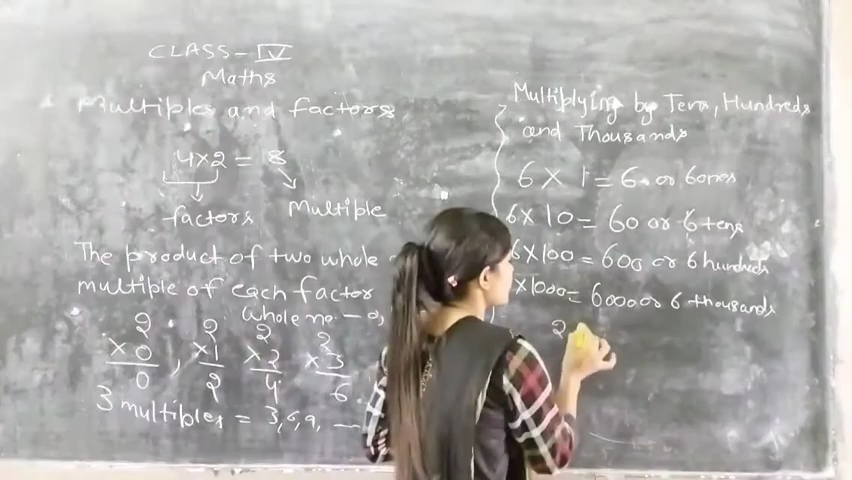 CLASS - IV
Maths
Multiples and factors
4 x 2 = 8
factors Multiple
The product of two whole
multiple of each factor
whole no - 0,
2 2 2 2
x 0 , x 1 x 2 x 3
0 2 4 6
3 multiples = 3, 6, 9, —
Multiplying by Tens, Hundreds
and Thousands
6 x 1 = 6 or 6 ones
6 x 10 = 60 or 6 tens
6 x 100 = 600 or 6 hundreds
x 1000 = 6000 or 6 thousands
2